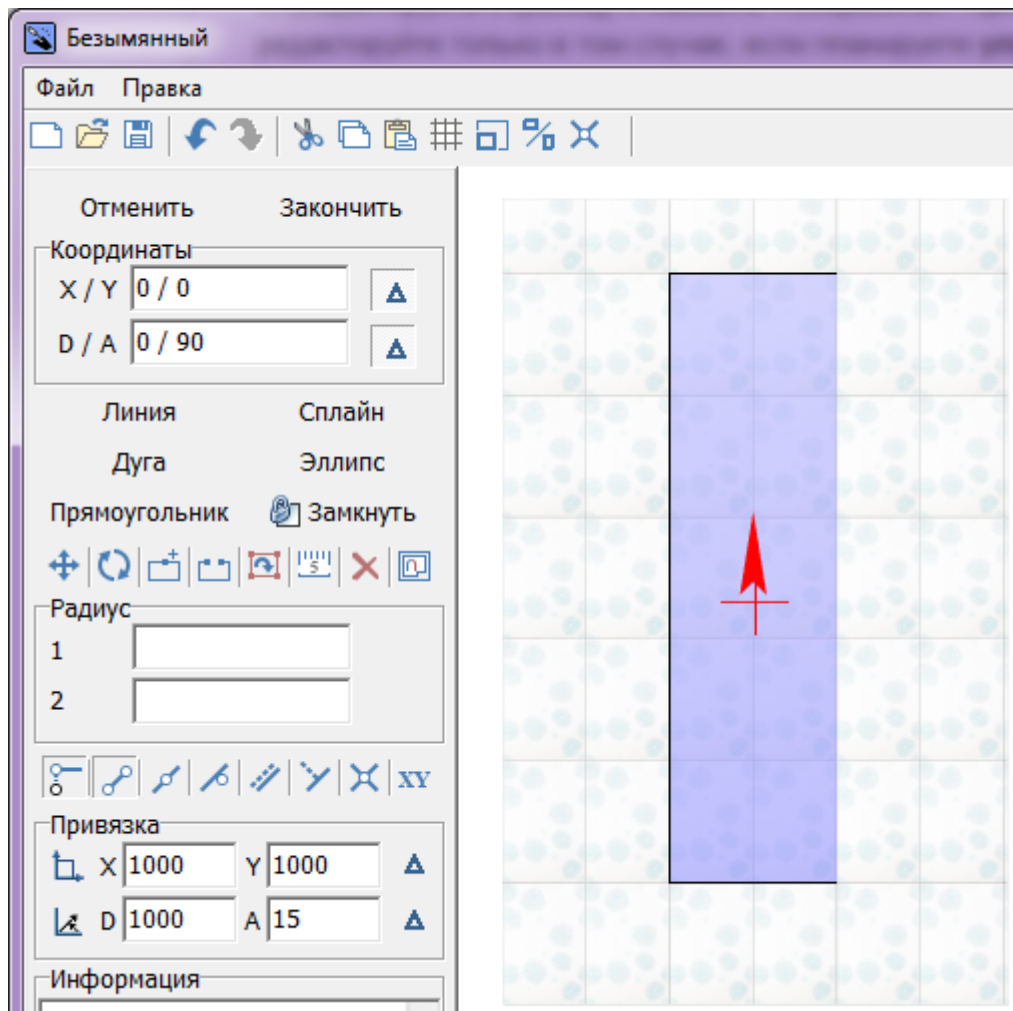 Безымянный
Файл Правка
Отменить Закончить
Координаты
X / Y 0 / 0
D / A 0 / 90
Линия Сплайн
Дуга Эллипс
Прямоугольник Замкнуть
5
Радиус
1
2
XY
Привязка
X 1000 Y 1000
D 1000 A 15
Информация